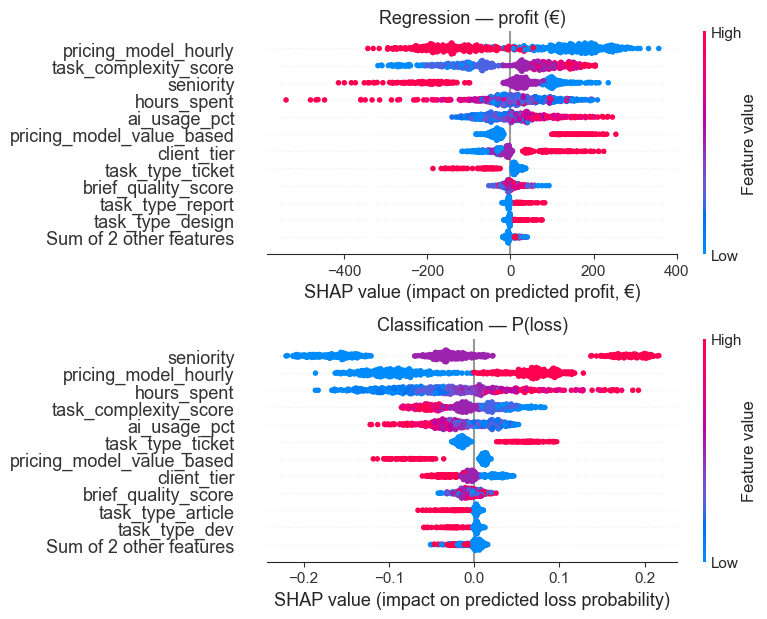 Regression — profit (€)
High
pricing_model_hourly
task_complexity_score
seniority
hours_spent
ai_usage_pct
pricing_model_value_based
client_tier
task_type_ticket
brief_quality_score
task_type_report
task_type_design
Sum of 2 other features
Feature value
Low
−400
−200
0
200
400
SHAP value (impact on predicted profit, €)
Classification — P(loss)
High
seniority
pricing_model_hourly
hours_spent
task_complexity_score
ai_usage_pct
task_type_ticket
pricing_model_value_based
client_tier
brief_quality_score
task_type_article
task_type_dev
Sum of 2 other features
Feature value
Low
−0.2
−0.1
0.0
0.1
0.2
SHAP value (impact on predicted loss probability)